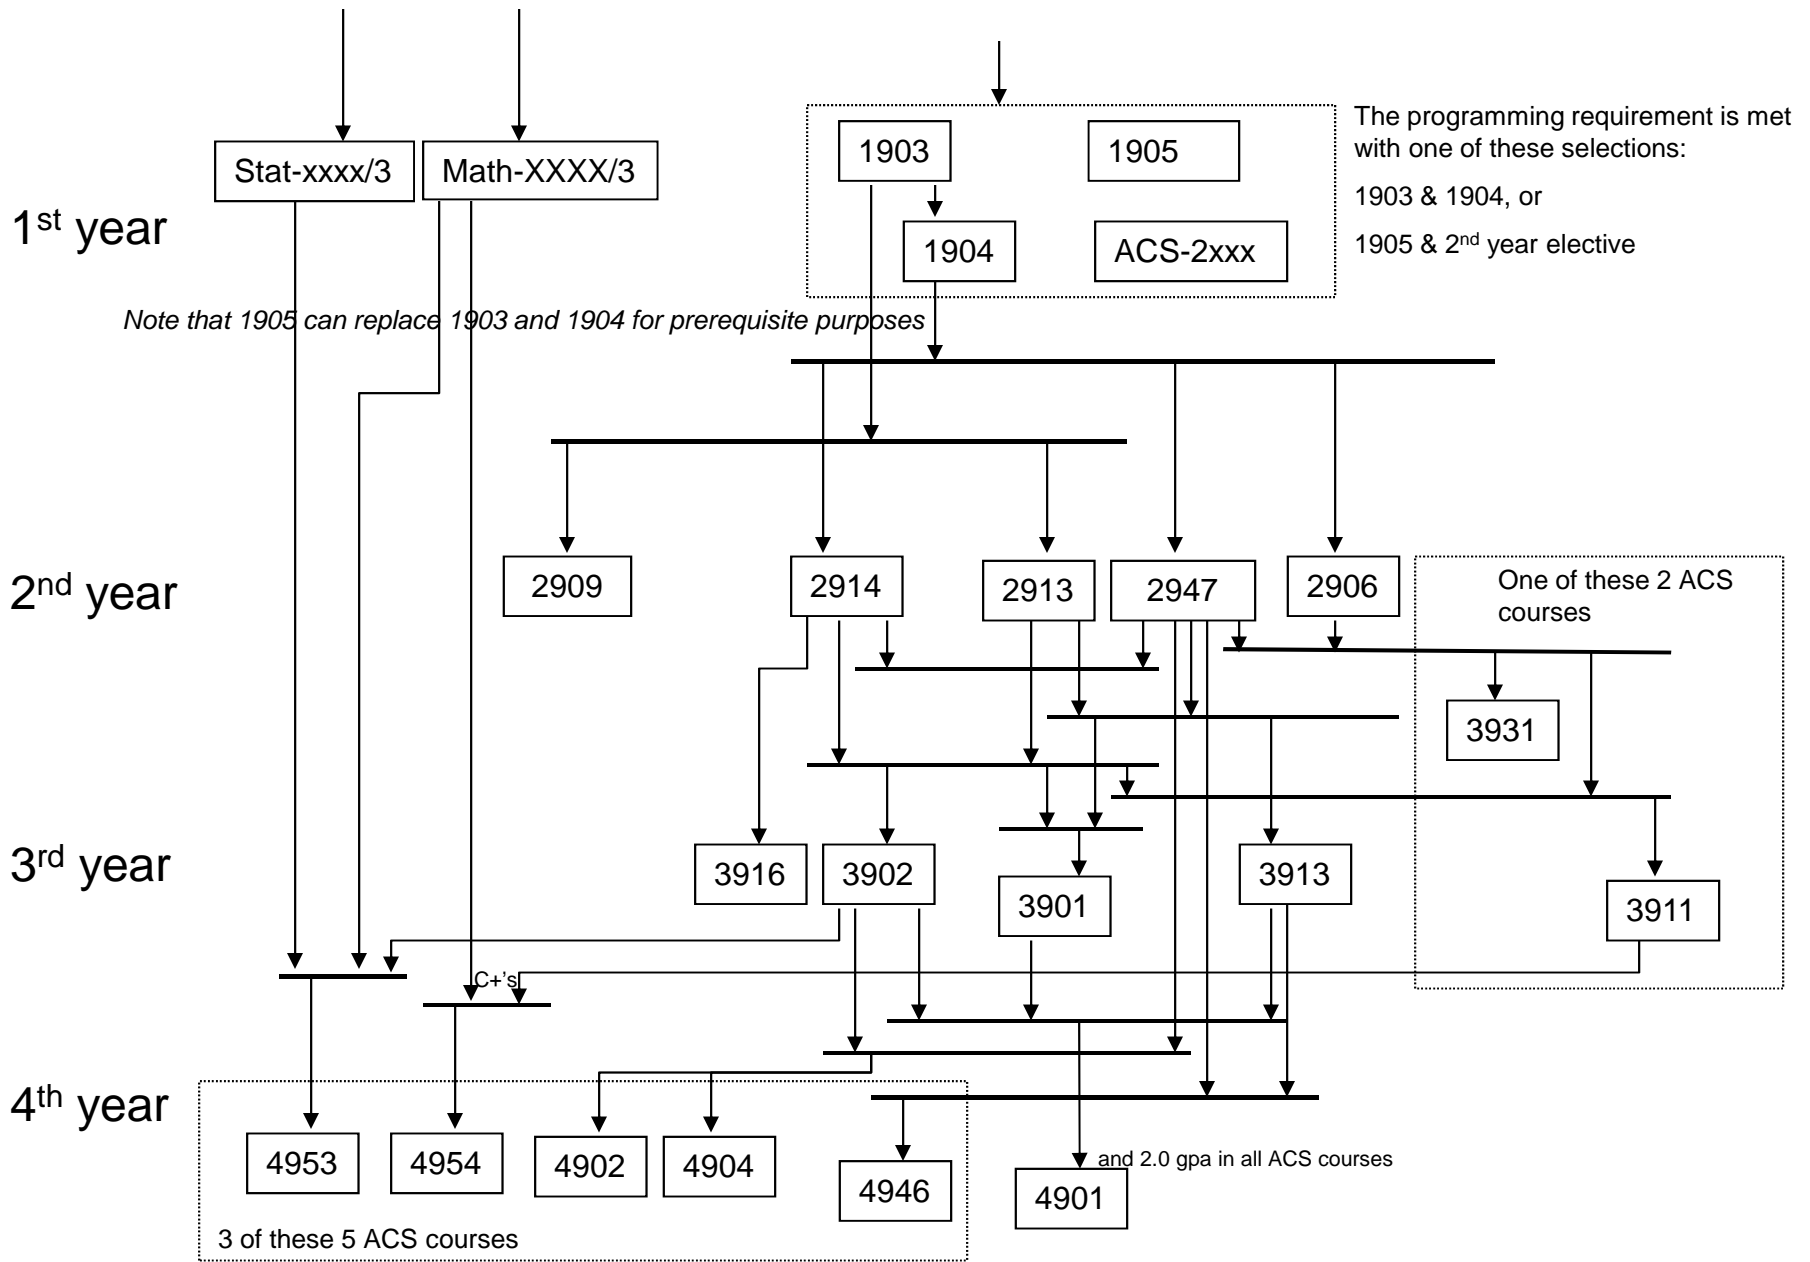 The programming requirement is met
with one of these selections:
1903 & 1904, or
1905 & 2nd year elective
1903
1905
Stat-xxxx/3
Math-XXXX/3
1st year
1904
ACS-2xxx
Note that 1905 can replace 1903 and 1904 for prerequisite purposes
2nd year
2909
2914
2913
2947
2906
One of these 2 ACS
courses
3931
3rd year
3916
3902
3901
3913
3911
C+'s
4th year
4953
4954
4902
4904
4946
4901
and 2.0 gpa in all ACS courses
3 of these 5 ACS courses